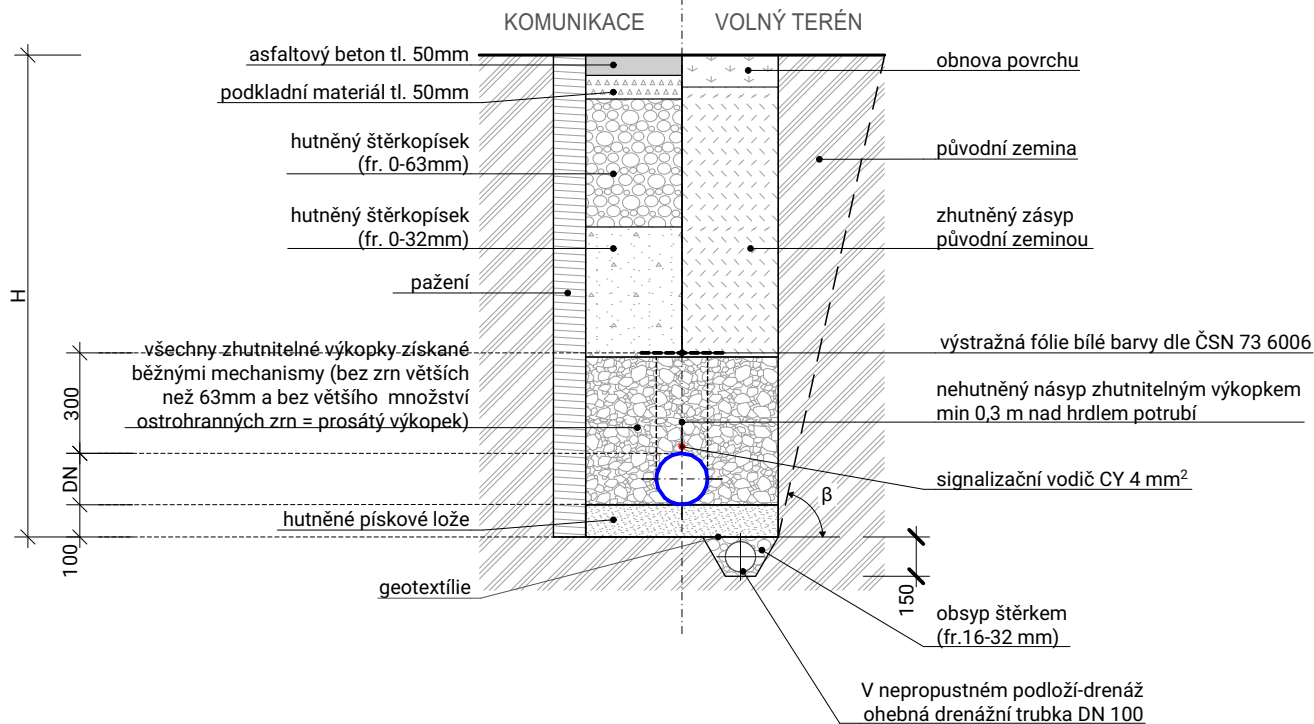 KOMUNIKACE
VOLNÝ TERÉN
asfaltový beton tl. 50mm
podkladní materiál tl. 50mm
hutněný štěrkopísek
(fr. 0-63mm)
hutněný štěrkopísek
(fr. 0-32mm)
pažení
všechny zhutnitelné výkopky získané
běžnými mechanismy (bez zrn větších
než 63mm a bez většího množství
ostrohranných zrn = prosátý výkopek)
hutněné pískové lože
geotextílie
H
300
DN
100
obnova povrchu
původní zemina
zhutněný zásyp
původní zeminou
výstražná fólie bílé barvy dle ČSN 73 6006
nehutněný násyp zhutnitelným výkopkem
min 0,3 m nad hrdlem potrubí
signalizační vodič CY 4 mm²
β
150
obsyp štěrkem
(fr.16-32 mm)
V nepropustném podloží-drenáž
ohebná drenážní trubka DN 100